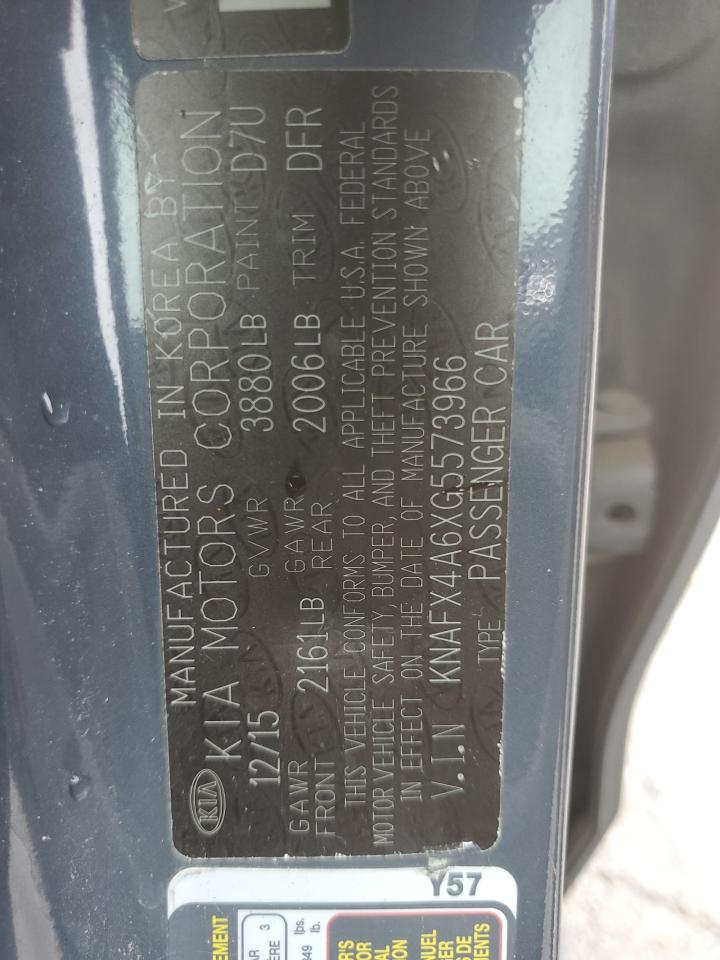 MANUFACTURED IN KOREA BY
KIA KIA MOTORS CORPORATION
12/15 GVWR 3880LB PAINT D7U
GAWR FRONT 2161LB GAWR REAR 2006LB TRIM DFR
THIS VEHICLE CONFORMS TO ALL APPLICABLE U.S.A. FEDERAL
MOTOR VEHICLE SAFETY, BUMPER, AND THEFT PREVENTION STANDARDS
IN EFFECT ON THE DATE OF MANUFACTURE SHOWN ABOVE
V.I.N KNAFX4A6XG5573966
TYPE PASSENGER CAR
Y57